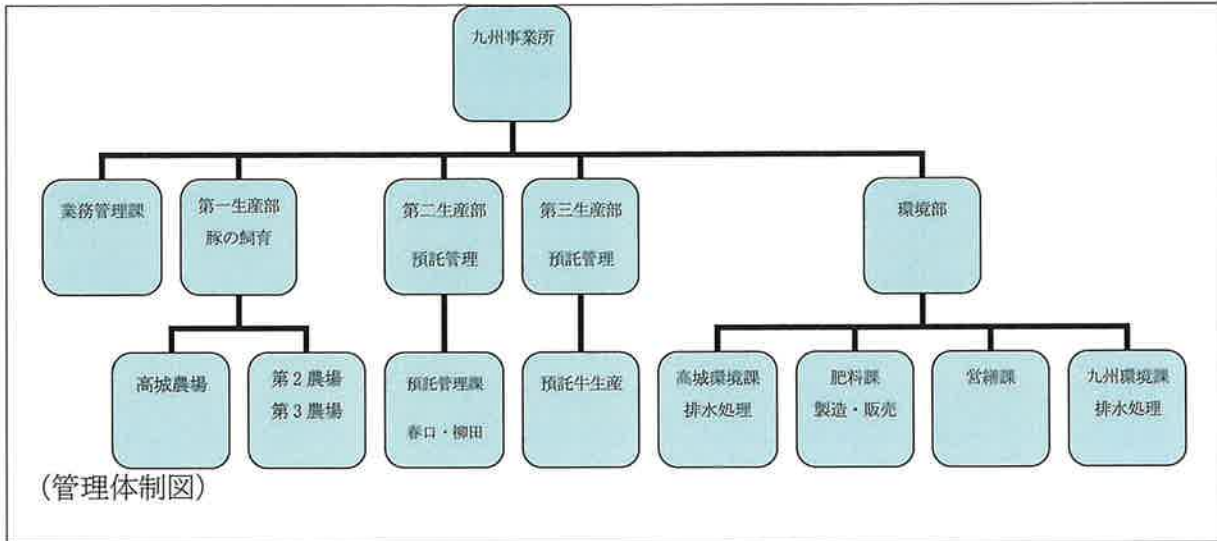 九州事業所
業務管理課
第一生産部
豚の飼育
第二生産部
預託管理
第三生産部
預託管理
環境部
高城農場
第2農場
第3農場
預託管理課
春口・柳田
預託牛生産
高城環境課
排水処理
肥料課
製造・販売
営繕課
九州環境課
排水処理
(管理体制図)